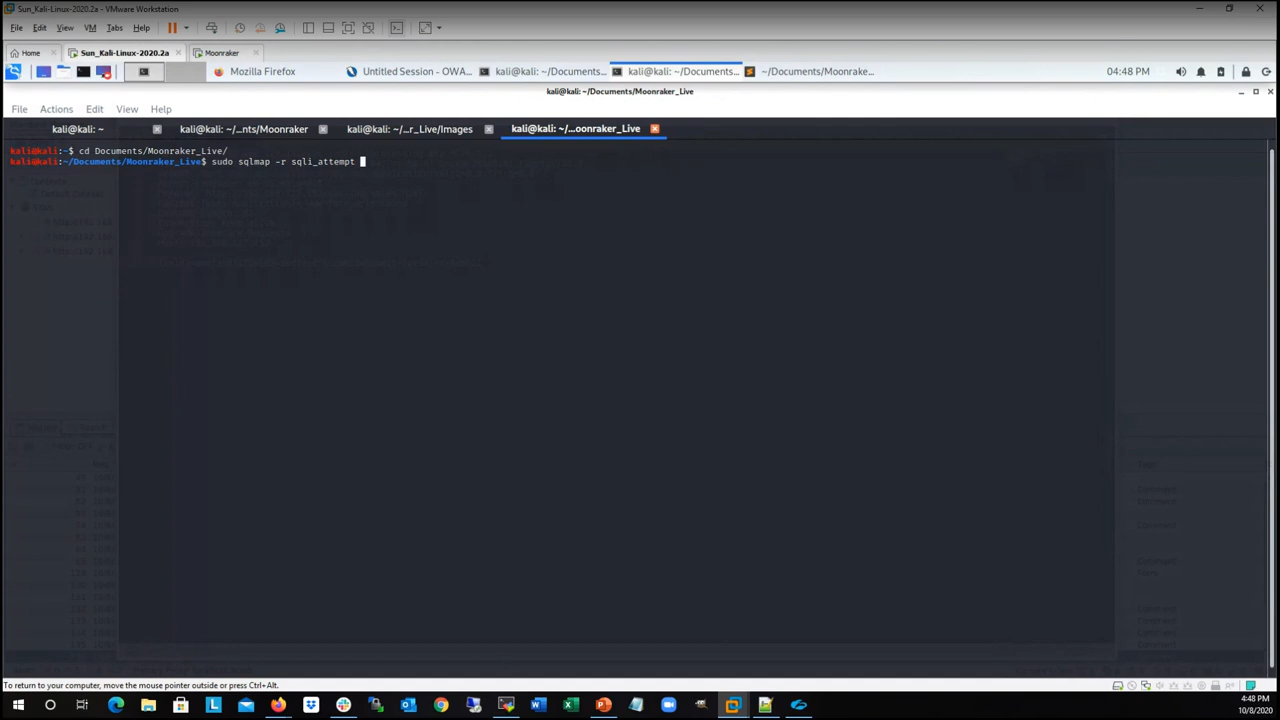 Sun_Kali-Linux-2020.2a - VMware Workstation
File Edit View VM Tabs Help
Home Sun_Kali-Linux-2020.2a Moonraker
Mozilla Firefox Untitled Session - OWA... kali@kali: ~/Documents... kali@kali: ~/Documents... ~/Documents/Moonrake... 04:48 PM
kali@kali: ~/Documents/Moonraker_Live
File Actions Edit View Help
kali@kali: ~ kali@kali: ~/...nts/Moonraker kali@kali: ~/...r_Live/Images kali@kali: ~/...oonraker_Live
kali@kali:~$ cd Documents/Moonraker_Live/
kali@kali:~/Documents/Moonraker_Live$ sudo sqlmap -r sqli_attempt
To return to your computer, move the mouse pointer outside or press Ctrl+Alt.
4:48 PM
10/8/2020